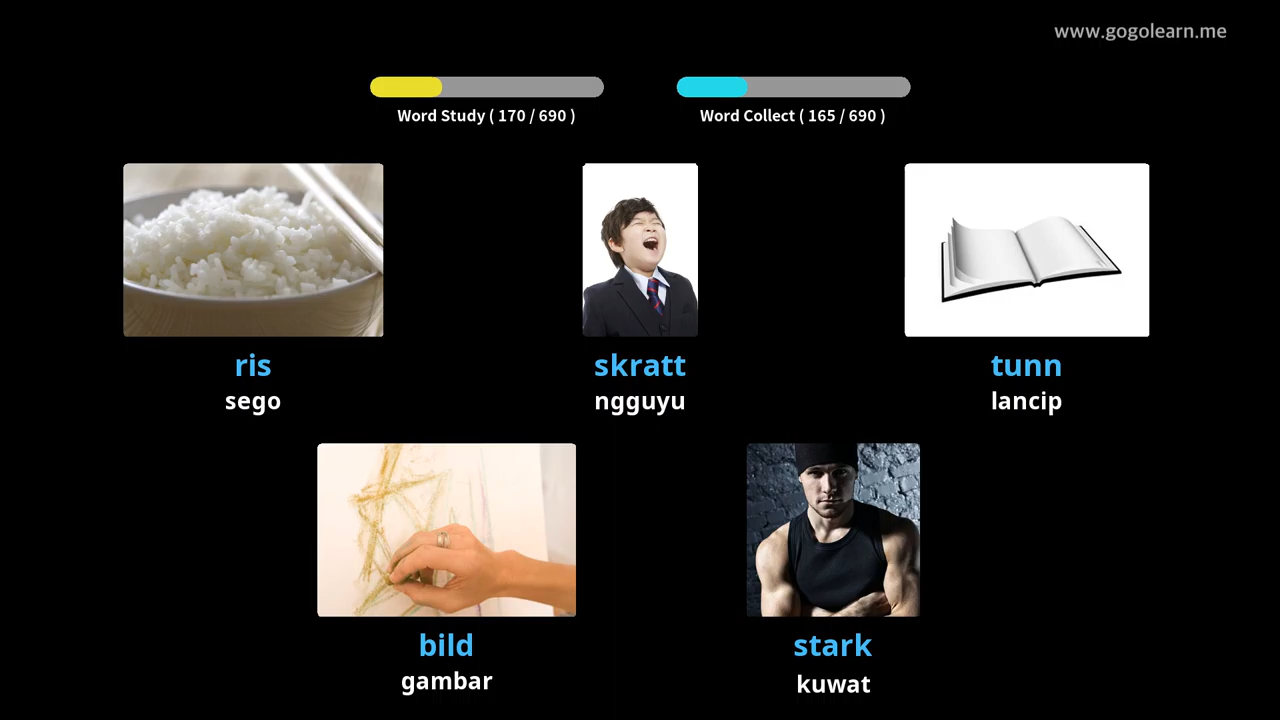 www.gogolearn.me
Word Study ( 170 / 690 )
Word Collect ( 165 / 690 )
ris
sego
skratt
ngguyu
tunn
lancip
bild
gambar
stark
kuwat